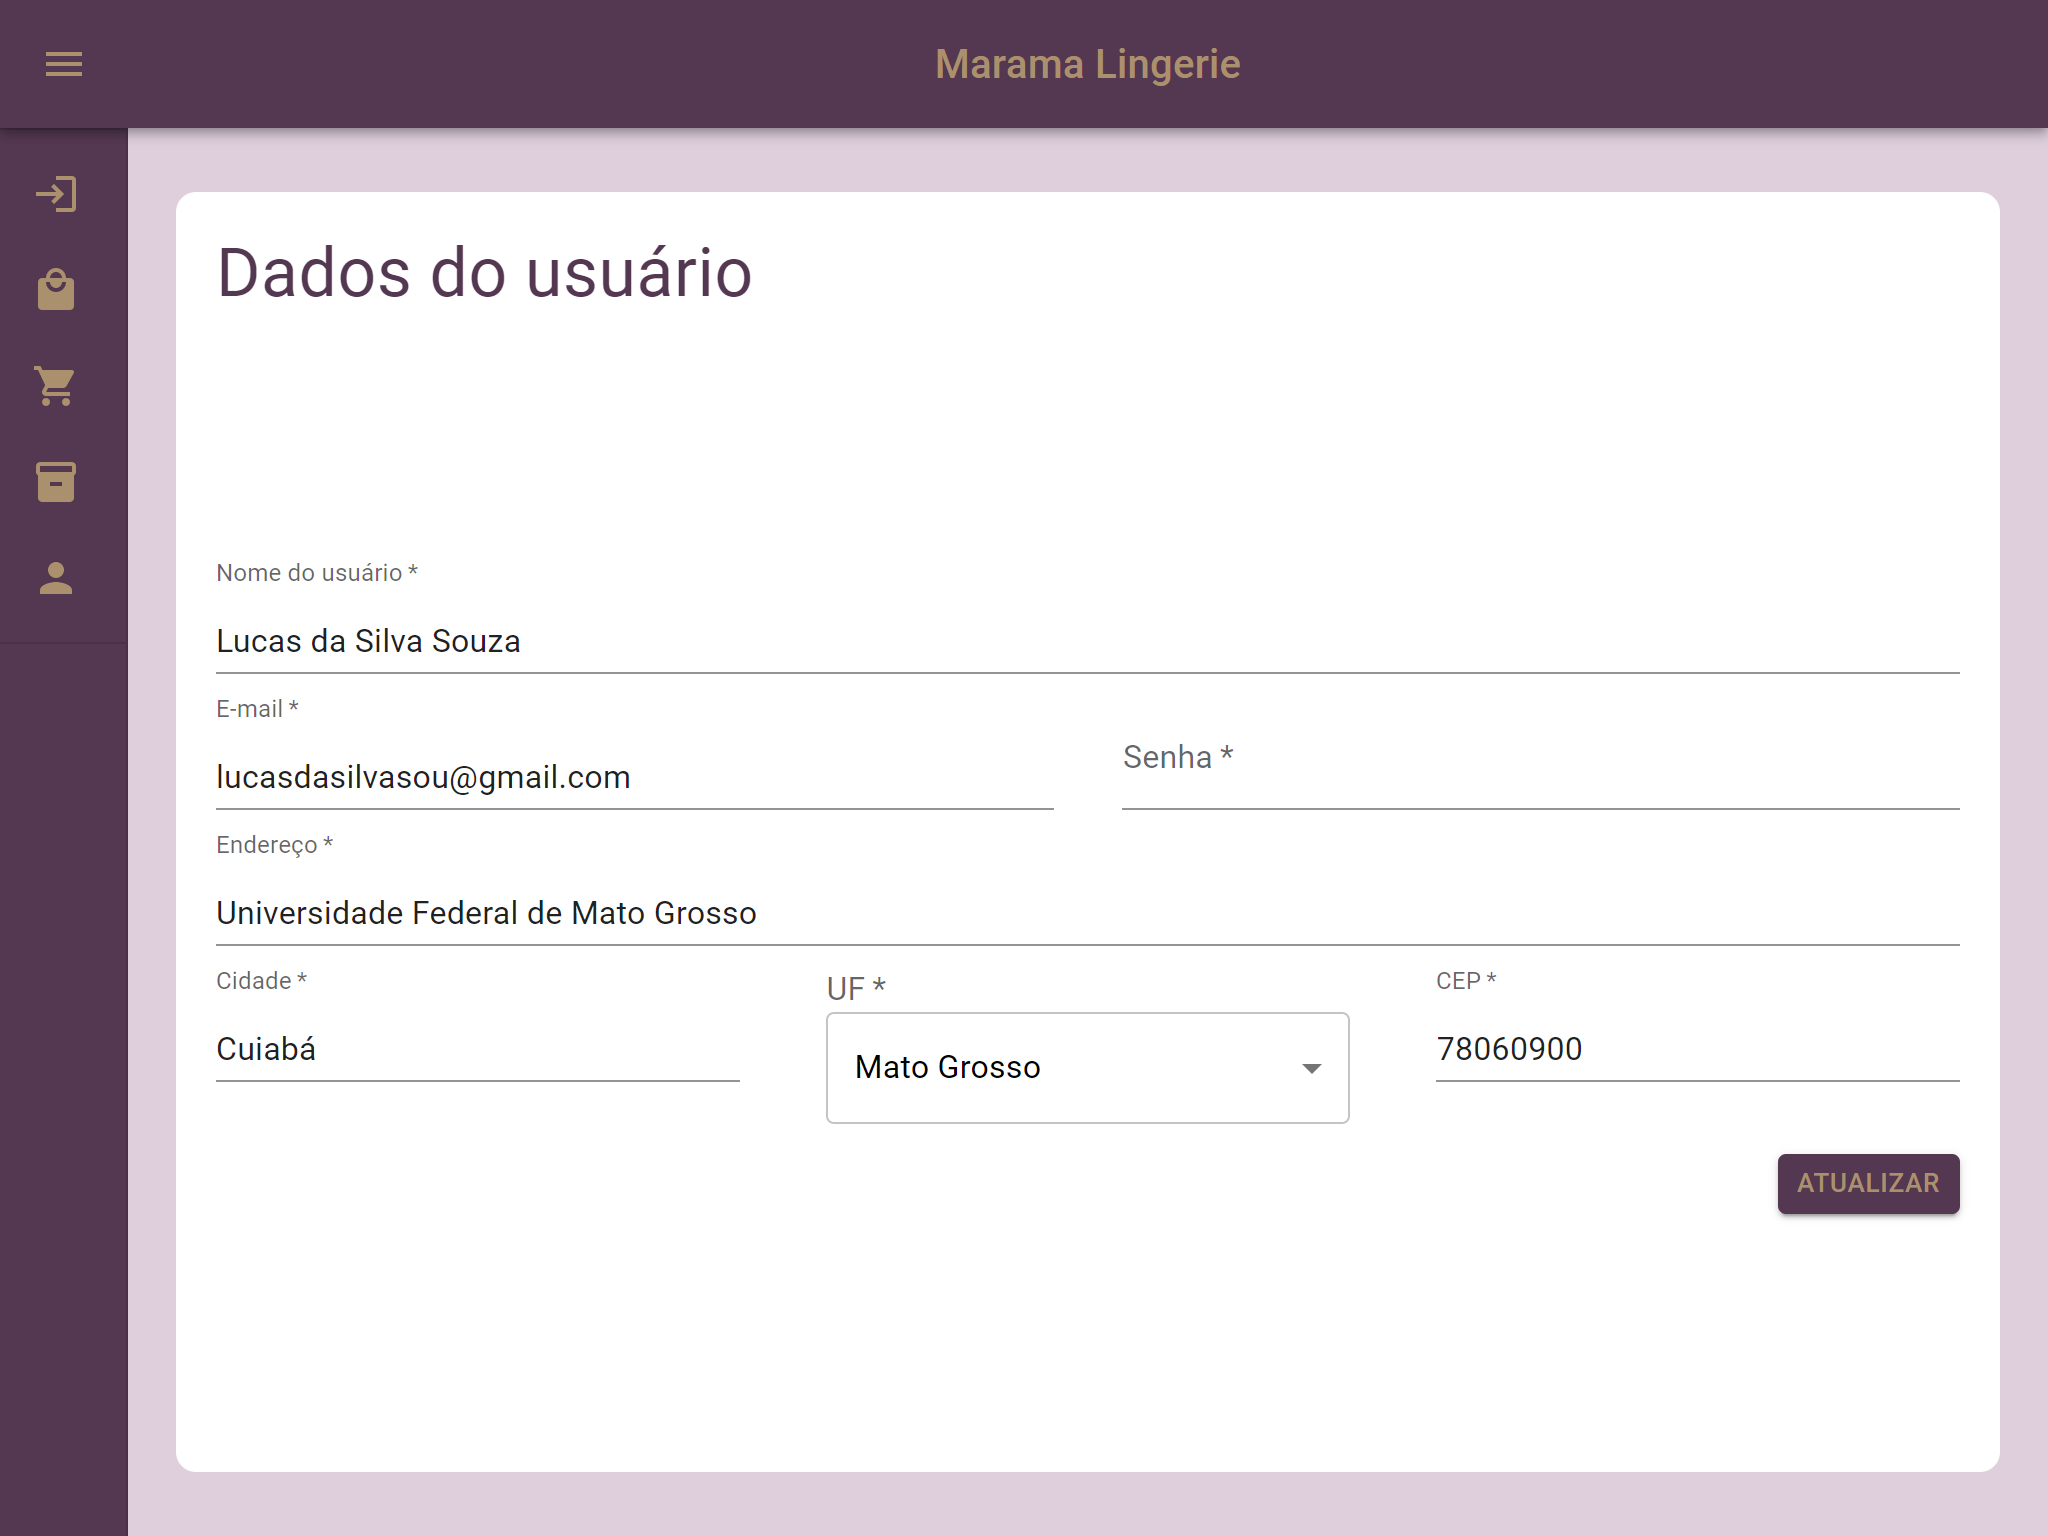 Marama Lingerie
Dados do usuário
Nome do usuário *
Lucas da Silva Souza
E-mail *
lucasdasilvasou@gmail.com
Senha *
Endereço *
Universidade Federal de Mato Grosso
Cidade *
Cuiabá
UF *
Mato Grosso
CEP *
78060900
ATUALIZAR